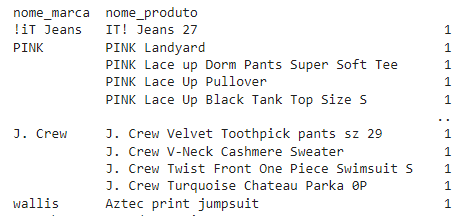 nome_marca nome_produto
!iT Jeans IT! Jeans 27 1
PINK PINK Landyard 1
PINK Lace up Dorm Pants Super Soft Tee 1
PINK Lace Up Pullover 1
PINK Lace Up Black Tank Top Size S 1
..
J. Crew J. Crew Velvet Toothpick pants sz 29 1
J. Crew V-Neck Cashmere Sweater 1
J. Crew Twist Front One Piece Swimsuit S 1
J. Crew Turquoise Chateau Parka 0P 1
wallis Aztec print jumpsuit 1